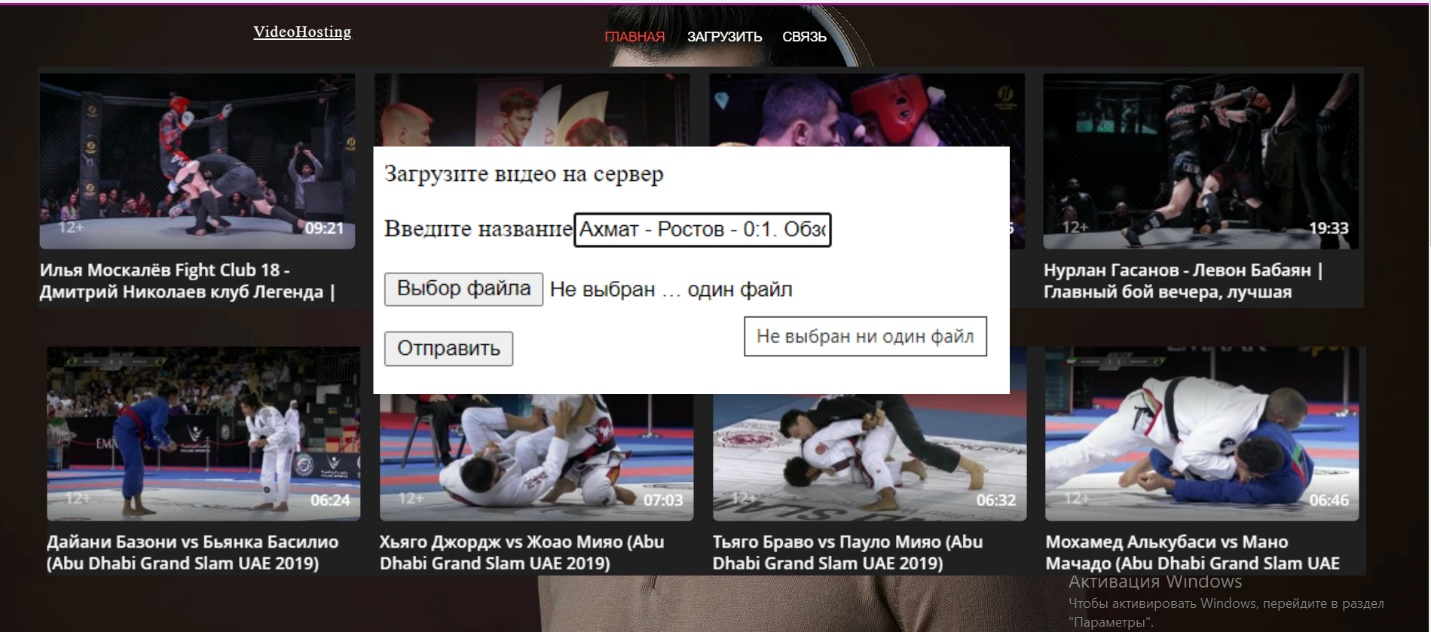 VideoHosting
ГЛАВНАЯ ЗАГРУЗИТЬ СВЯЗЬ
12+ 09:21
12+ 19:33
Илья Москалёв Fight Club 18 -
Дмитрий Николаев клуб Легенда |
Нурлан Гасанов - Левон Бабаян |
Главный бой вечера, лучшая
Загрузите видео на сервер
Введите название Ахмат - Ростов - 0:1. Обзо
Выбор файла Не выбран ... один файл
Не выбран ни один файл
Отправить
12+ 06:24
12+ 07:03
12+ 06:32
12+ 06:46
Дайани Базони vs Бьянка Басилио
(Abu Dhabi Grand Slam UAE 2019)
Хьяго Джордж vs Жоао Мияо (Abu
Dhabi Grand Slam UAE 2019)
Тьяго Браво vs Пауло Мияо (Abu
Dhabi Grand Slam UAE 2019)
Мохамед Алькубаси vs Мано
Мачадо (Abu Dhabi Grand Slam UAE
Активация Windows
Чтобы активировать Windows, перейдите в раздел
"Параметры".